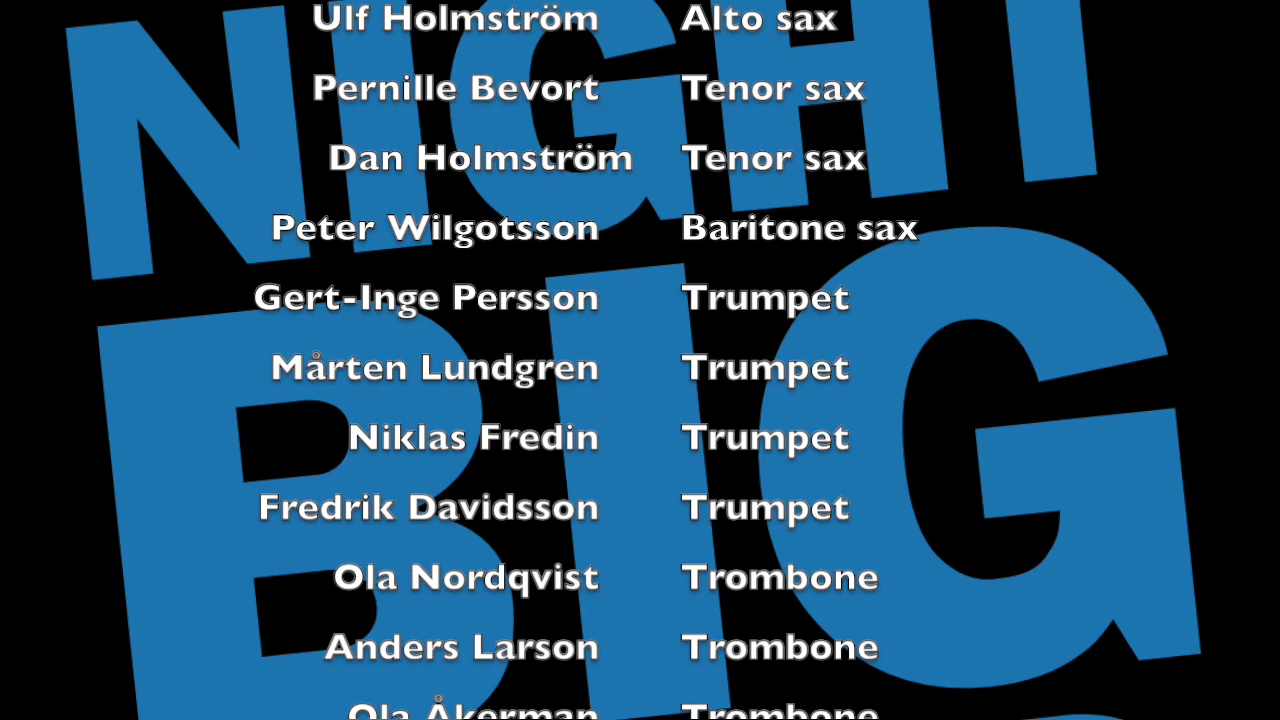 NIGHT
BIG
Ulf Holmström Alto sax
Pernille Bevort Tenor sax
Dan Holmström Tenor sax
Peter Wilgotsson Baritone sax
Gert-Inge Persson Trumpet
Mårten Lundgren Trumpet
Niklas Fredin Trumpet
Fredrik Davidsson Trumpet
Ola Nordqvist Trombone
Anders Larson Trombone
Ola Åkerman Trombone